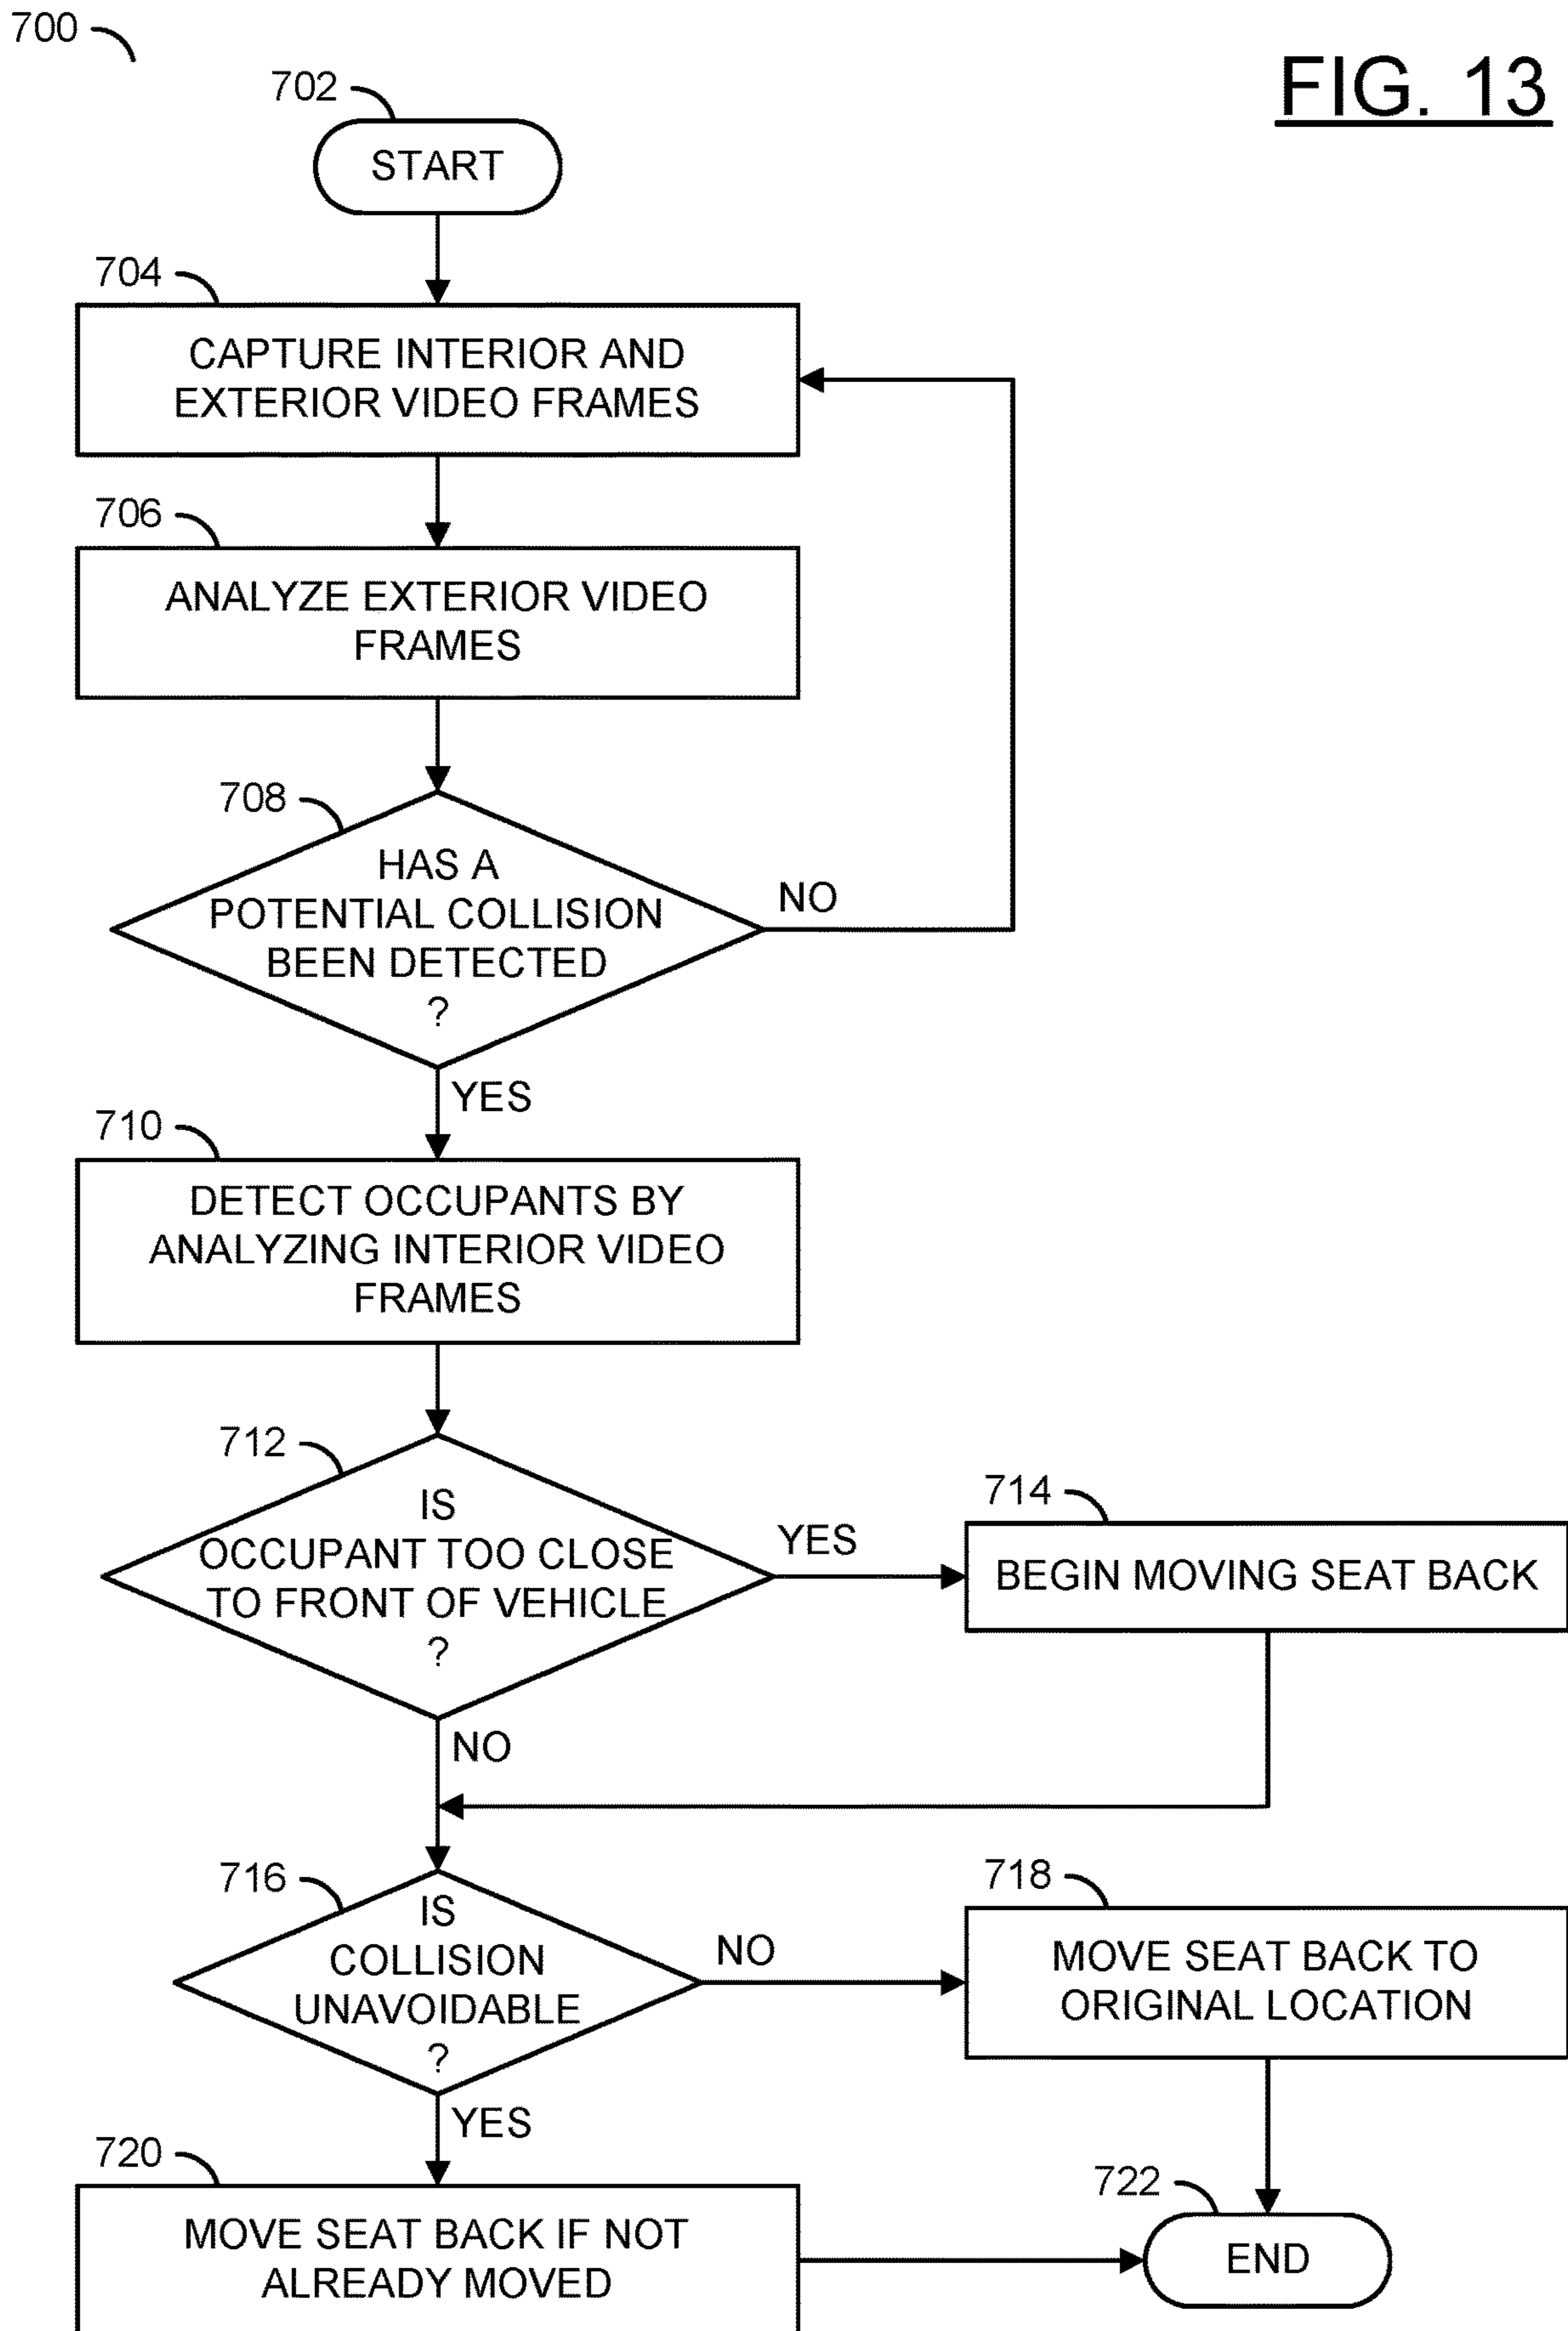 700
FIG. 13
702
START
704
CAPTURE INTERIOR AND
EXTERIOR VIDEO FRAMES
706
ANALYZE EXTERIOR VIDEO
FRAMES
708
HAS A
POTENTIAL COLLISION
BEEN DETECTED
?
NO
YES
710
DETECT OCCUPANTS BY
ANALYZING INTERIOR VIDEO
FRAMES
712
IS
OCCUPANT TOO CLOSE
TO FRONT OF VEHICLE
?
YES
714
BEGIN MOVING SEAT BACK
NO
716
IS
COLLISION
UNAVOIDABLE
?
NO
718
MOVE SEAT BACK TO
ORIGINAL LOCATION
YES
720
MOVE SEAT BACK IF NOT
ALREADY MOVED
722
END